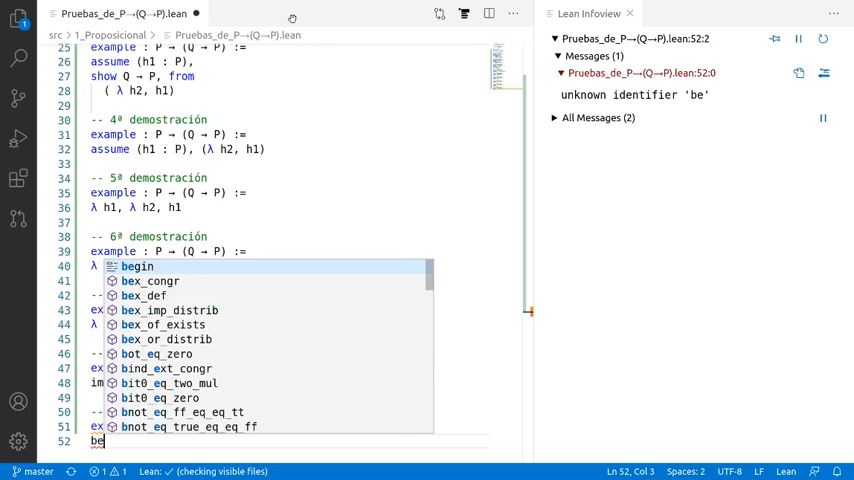 Pruebas_de_P→(Q→P).lean
Lean Infoview
src > 1_Proposicional > Pruebas_de_P→(Q→P).lean
25 example : P → (Q → P) :=
26 assume (h1 : P),
27 show Q → P, from
28 ( λ h2, h1)
29
30 -- 4ª demostración
31 example : P → (Q → P) :=
32 assume (h1 : P), (λ h2, h1)
33
34 -- 5ª demostración
35 example : P → (Q → P) :=
36 λ h1, λ h2, h1
37
38 -- 6ª demostración
39 example : P → (Q → P) :=
40 λ
41
42 --
43 ex
44 λ
45
46 --
47 ex
48 im
49
50 --
51 ex
52 be
begin
bex_congr
bex_def
bex_imp_distrib
bex_of_exists
bex_or_distrib
bot_eq_zero
bind_ext_congr
bit0_eq_two_mul
bit0_eq_zero
bnot_eq_ff_eq_eq_tt
bnot_eq_true_eq_eq_ff
Pruebas_de_P→(Q→P).lean:52:2
Messages (1)
Pruebas_de_P→(Q→P).lean:52:0
unknown identifier 'be'
All Messages (2)
1
master
1 1
Lean: ✓ (checking visible files)
Ln 52, Col 3
Spaces: 2
UTF-8
LF
Lean